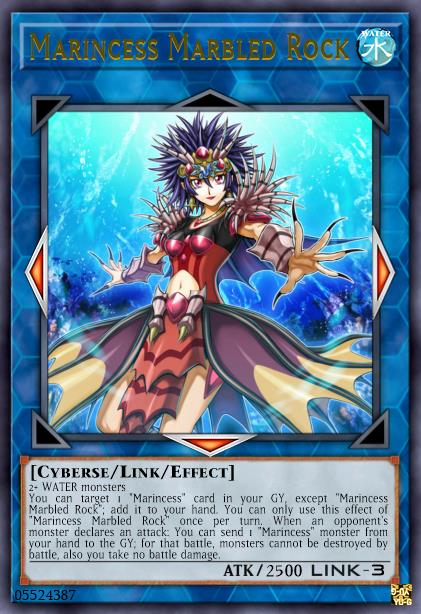 Marincess Marbled Rock
WATER
水
[Cyberse/Link/Effect]
2+ WATER monsters
You can target 1 "Marincess" card in your GY, except "Marincess
Marbled Rock"; add it to your hand. You can only use this effect of
"Marincess Marbled Rock" once per turn. When an opponent's
monster declares an attack: You can send 1 "Marincess" monster from
your hand to the GY; for that battle, monsters cannot be destroyed by
battle, also you take no battle damage.
ATK/2500 LINK-3
05524387